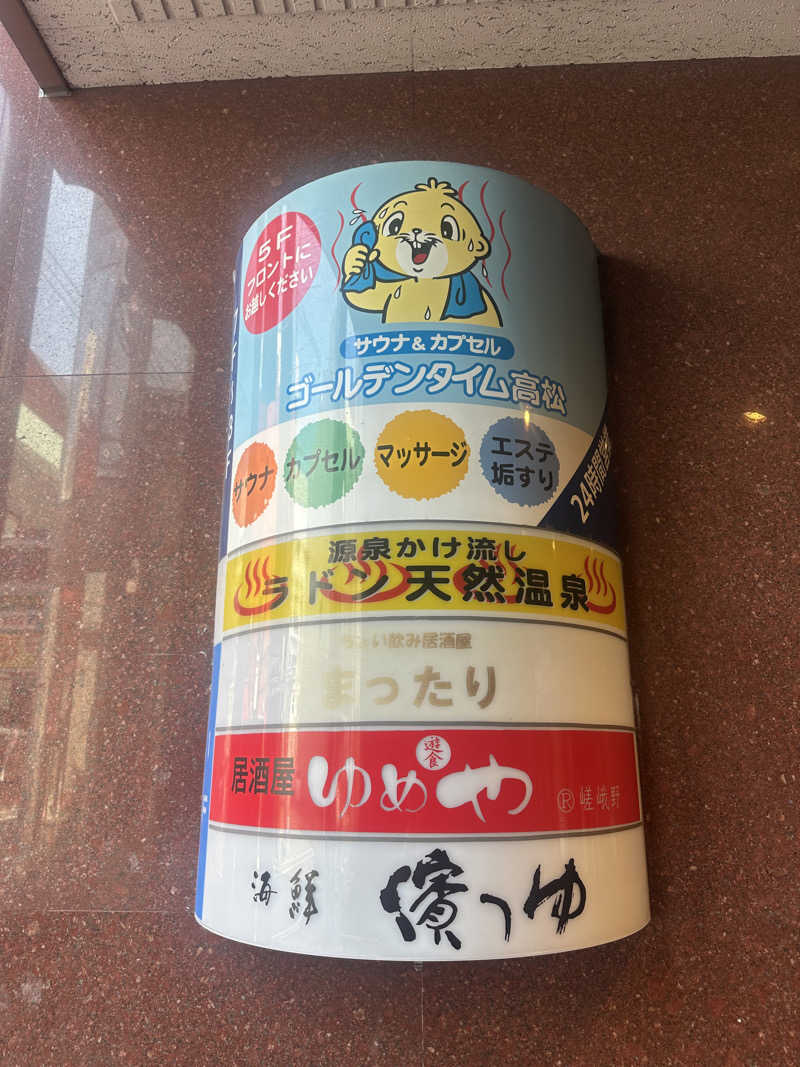 5F
フロントに
お越しください
サウナ&カプセル
ゴールデンタイム高松
サウナ
カプセル
マッサージ
エステ
垢すり
24時間
源泉かけ流し
ラドン天然温泉
ちょい飲み居酒屋
まったり
居酒屋 ゆめや 遊食 ®嵯峨野
海鮮 濱つゆ